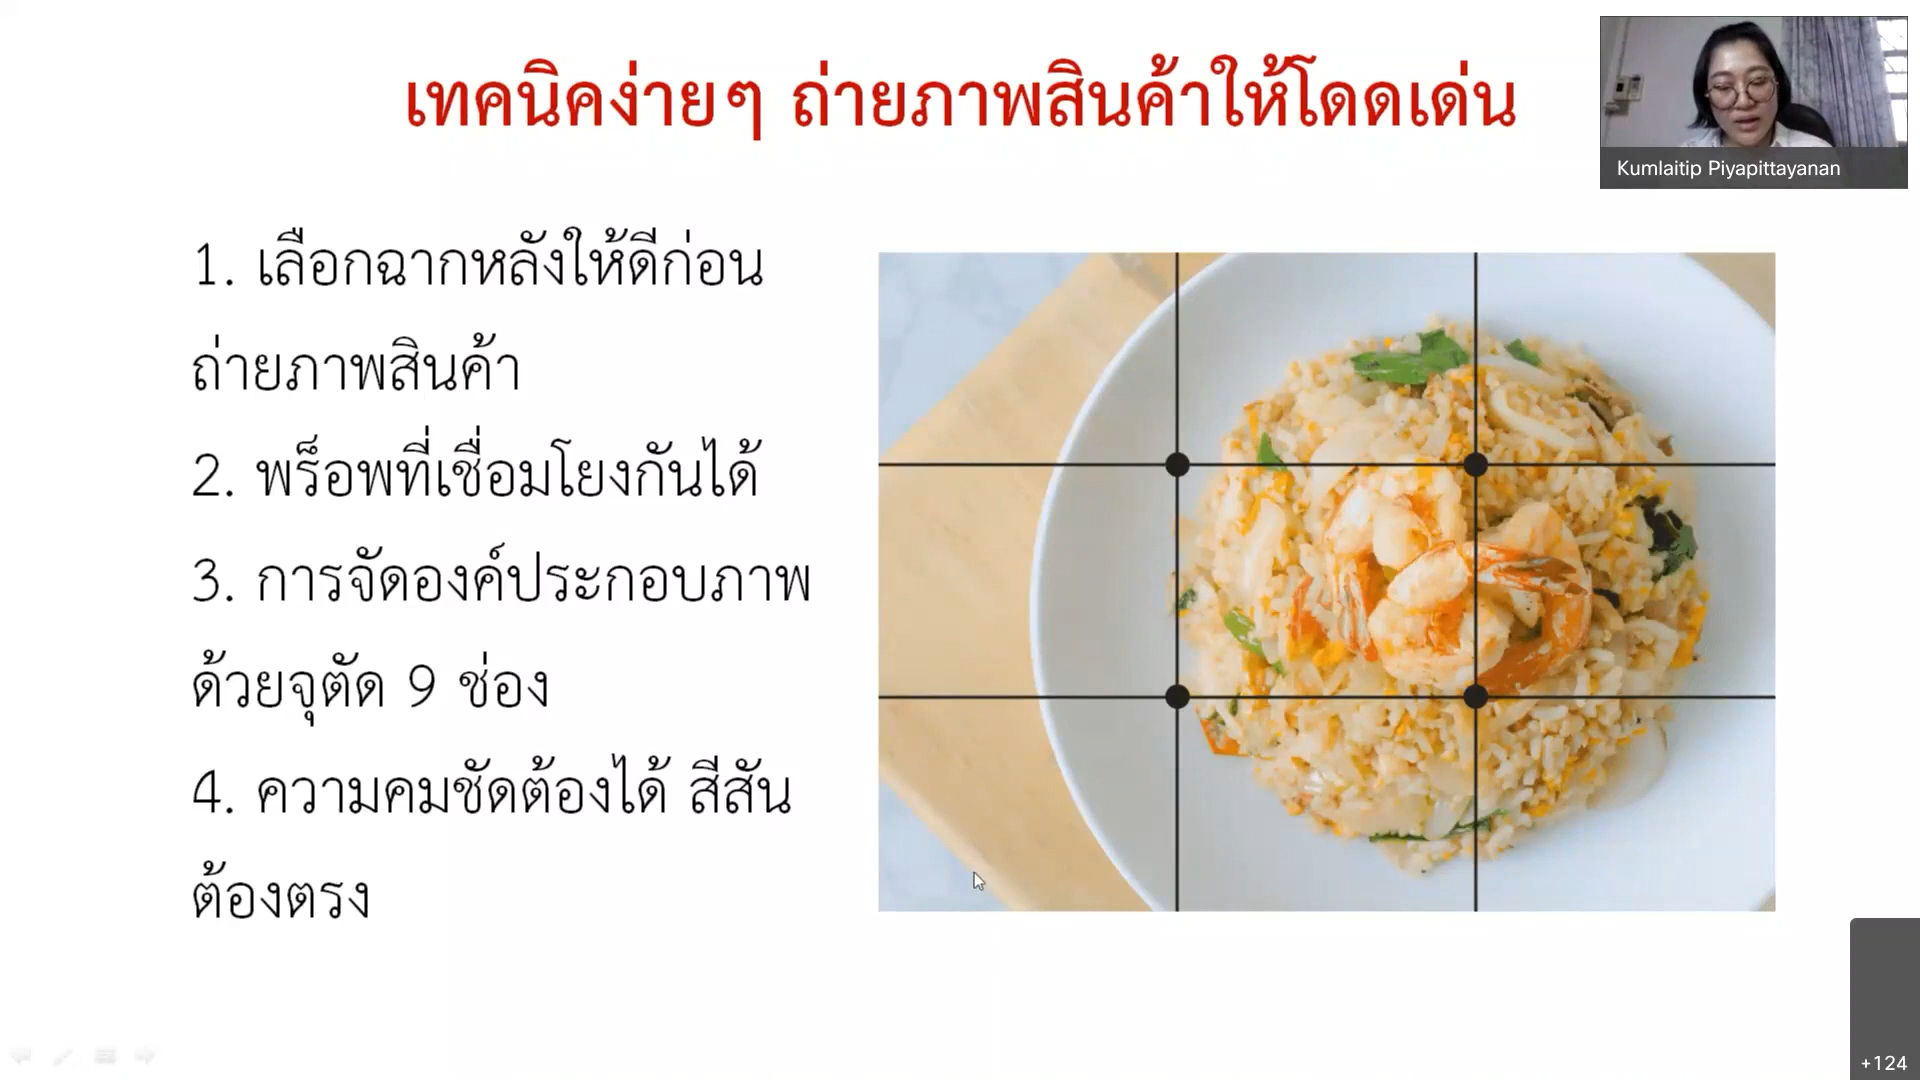 เทคนิคง่ายๆ ถ่ายภาพสินค้าให้โดดเด่น
Kumlaitip Piyapittayanan
1. เลือกฉากหลังให้ดีก่อน
ถ่ายภาพสินค้า
2. พร็อพที่เชื่อมโยงกันได้
3. การจัดองค์ประกอบภาพ
ด้วยจุตัด 9 ช่อง
4. ความคมชัดต้องได้ สีสัน
ต้องตรง
+124